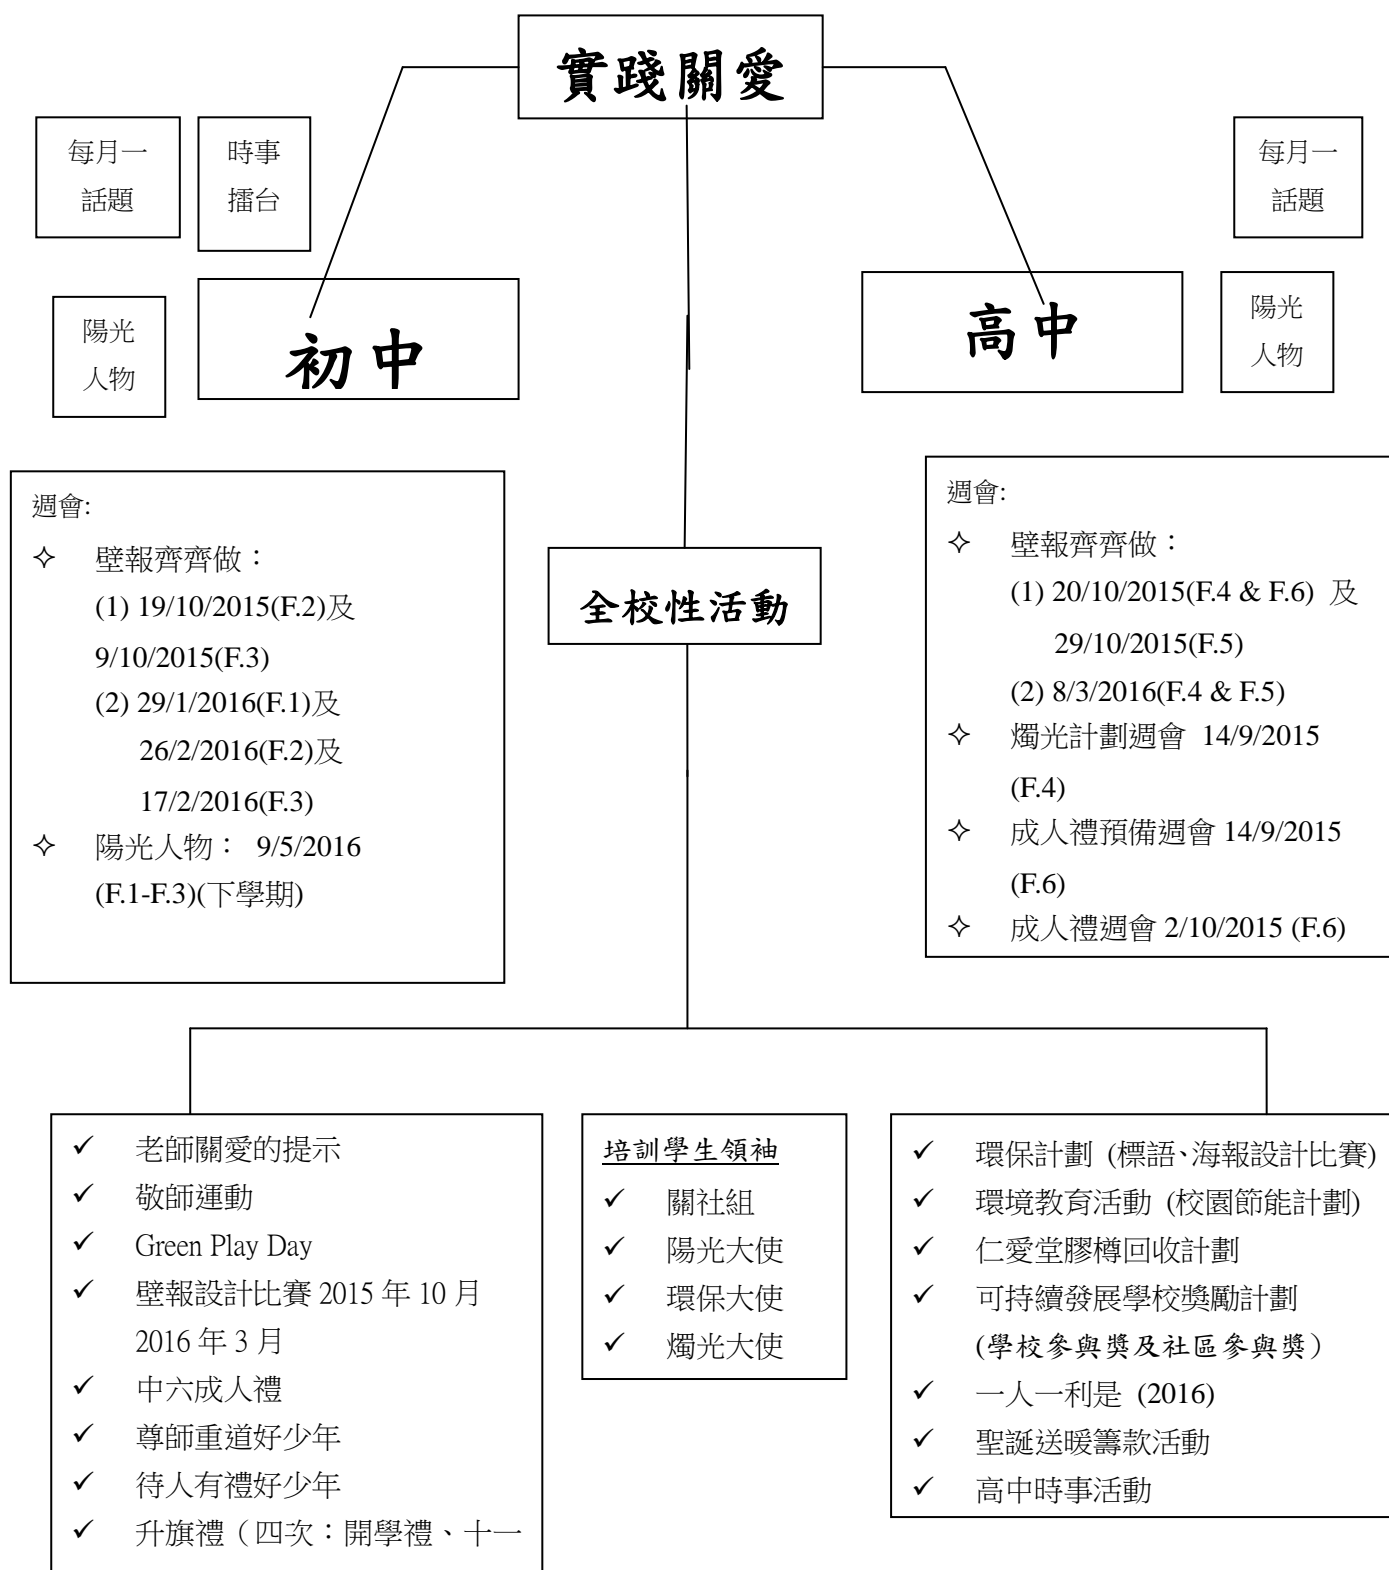 實踐關愛
每月一
話題
時事
擂台
每月一
話題
陽光
人物
初中
高中
陽光
人物
週會:
✧ 壁報齊齊做：
(1) 19/10/2015(F.2)及
9/10/2015(F.3)
(2) 29/1/2016(F.1)及
26/2/2016(F.2)及
17/2/2016(F.3)
✧ 陽光人物： 9/5/2016
(F.1-F.3)(下學期)
全校性活動
週會:
✧ 壁報齊齊做：
(1) 20/10/2015(F.4 & F.6) 及
29/10/2015(F.5)
(2) 8/3/2016(F.4 & F.5)
✧ 燭光計劃週會 14/9/2015
(F.4)
✧ 成人禮預備週會 14/9/2015
(F.6)
✧ 成人禮週會 2/10/2015 (F.6)
✓ 老師關愛的提示
✓ 敬師運動
✓ Green Play Day
✓ 壁報設計比賽 2015 年 10 月
2016 年 3 月
✓ 中六成人禮
✓ 尊師重道好少年
✓ 待人有禮好少年
✓ 升旗禮（四次：開學禮、十一
培訓學生領袖
✓ 關社組
✓ 陽光大使
✓ 環保大使
✓ 燭光大使
✓ 環保計劃 (標語、海報設計比賽)
✓ 環境教育活動 (校園節能計劃)
✓ 仁愛堂膠樽回收計劃
✓ 可持續發展學校獎勵計劃
(學校參與獎及社區參與獎）
✓ 一人一利是 (2016)
✓ 聖誕送暖籌款活動
✓ 高中時事活動